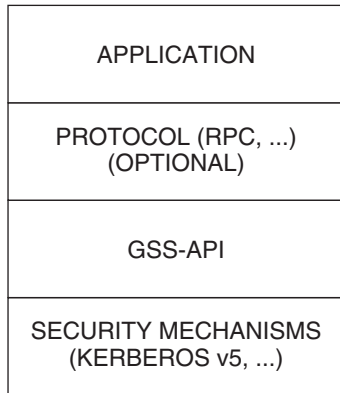 APPLICATION
PROTOCOL (RPC, ...)
(OPTIONAL)
GSS-API
SECURITY MECHANISMS
(KERBEROS v5, ...)